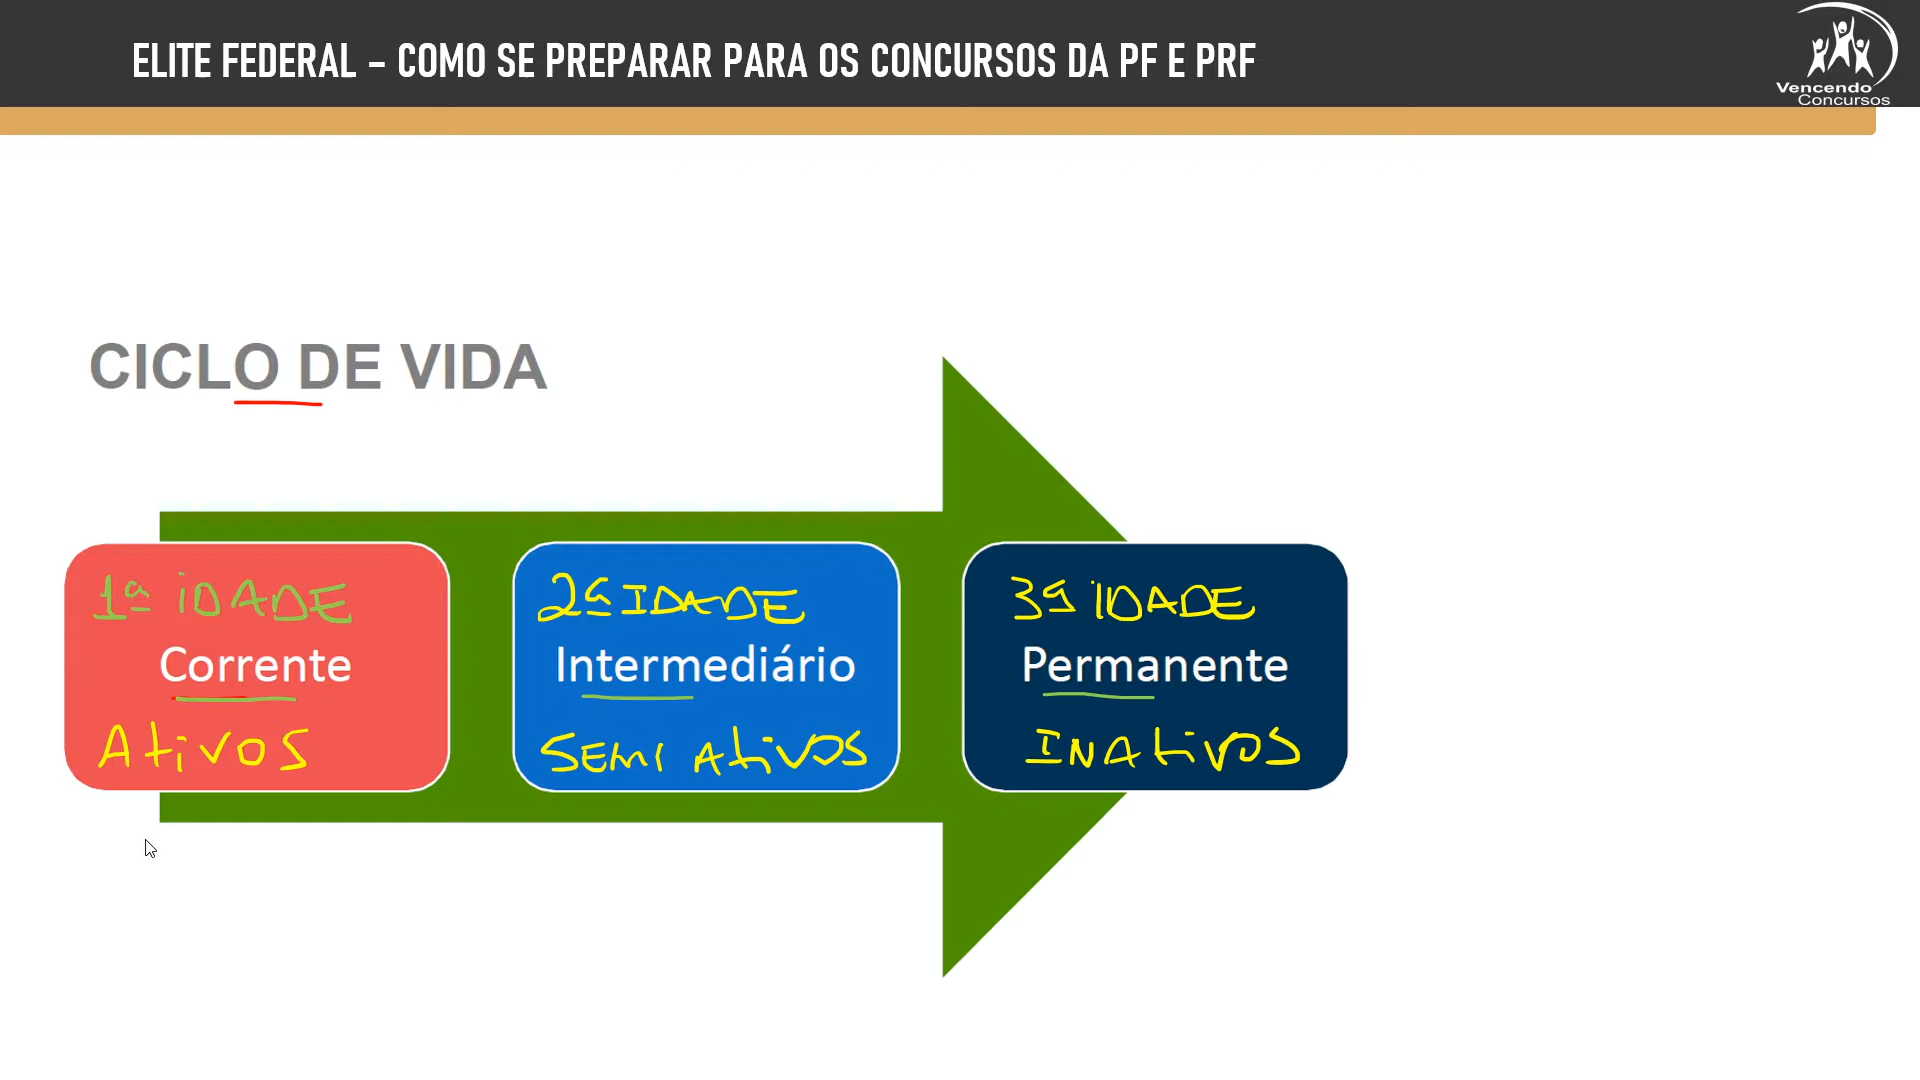 ELITE FEDERAL – COMO SE PREPARAR PARA OS CONCURSOS DA PF E PRF
Vencendo
Concursos
CICLO DE VIDA
1ª IDADE
Corrente
Ativos
2ª IDADE
Intermediário
SEMI AtiVOS
3ª IDADE
Permanente
INAtivos